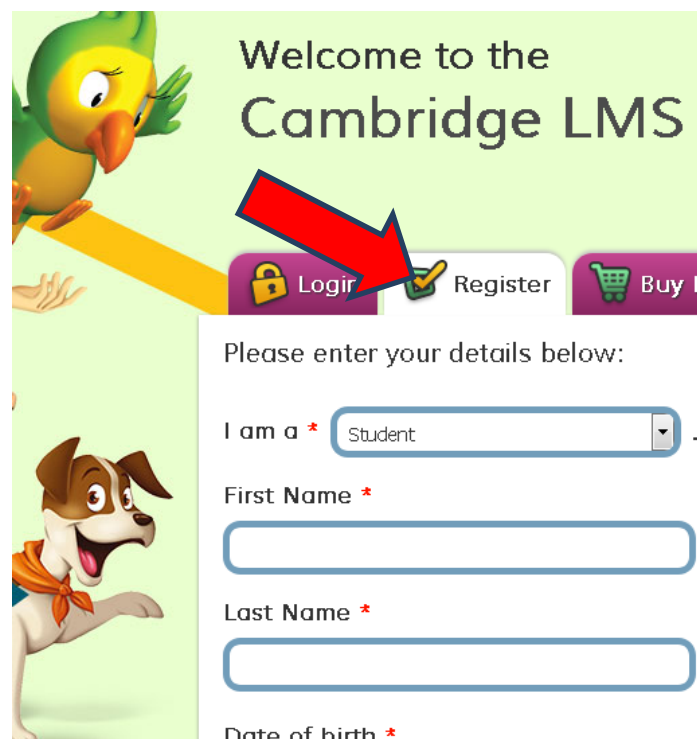 Welcome to the
Cambridge LMS
Login Register Buy
Please enter your details below:
I am a * Student
First Name *
Last Name *
Date of birth *